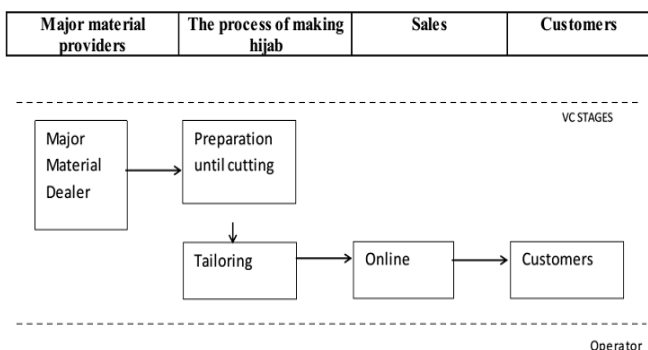 Major material
providers
The process of making
hijab
Sales
Customers
VC STAGES
Major
Material
Dealer
Preparation
until cutting
Tailoring
Online
Customers
Operator